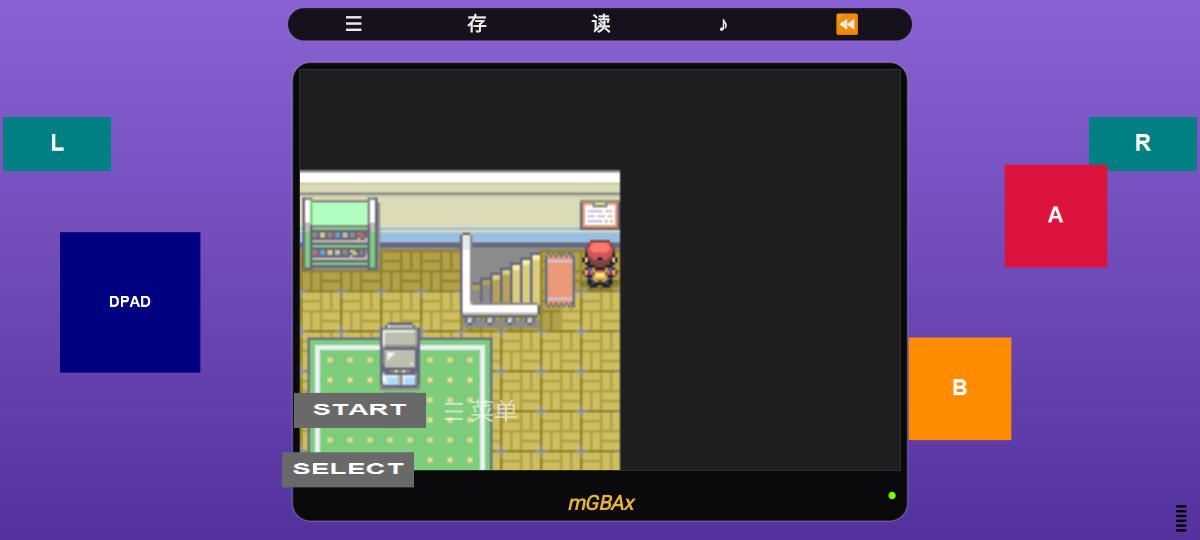 ☰ 存 读 ♪ ⏪
L
R
A
DPAD
B
START
☰ 菜单
SELECT
mGBAx